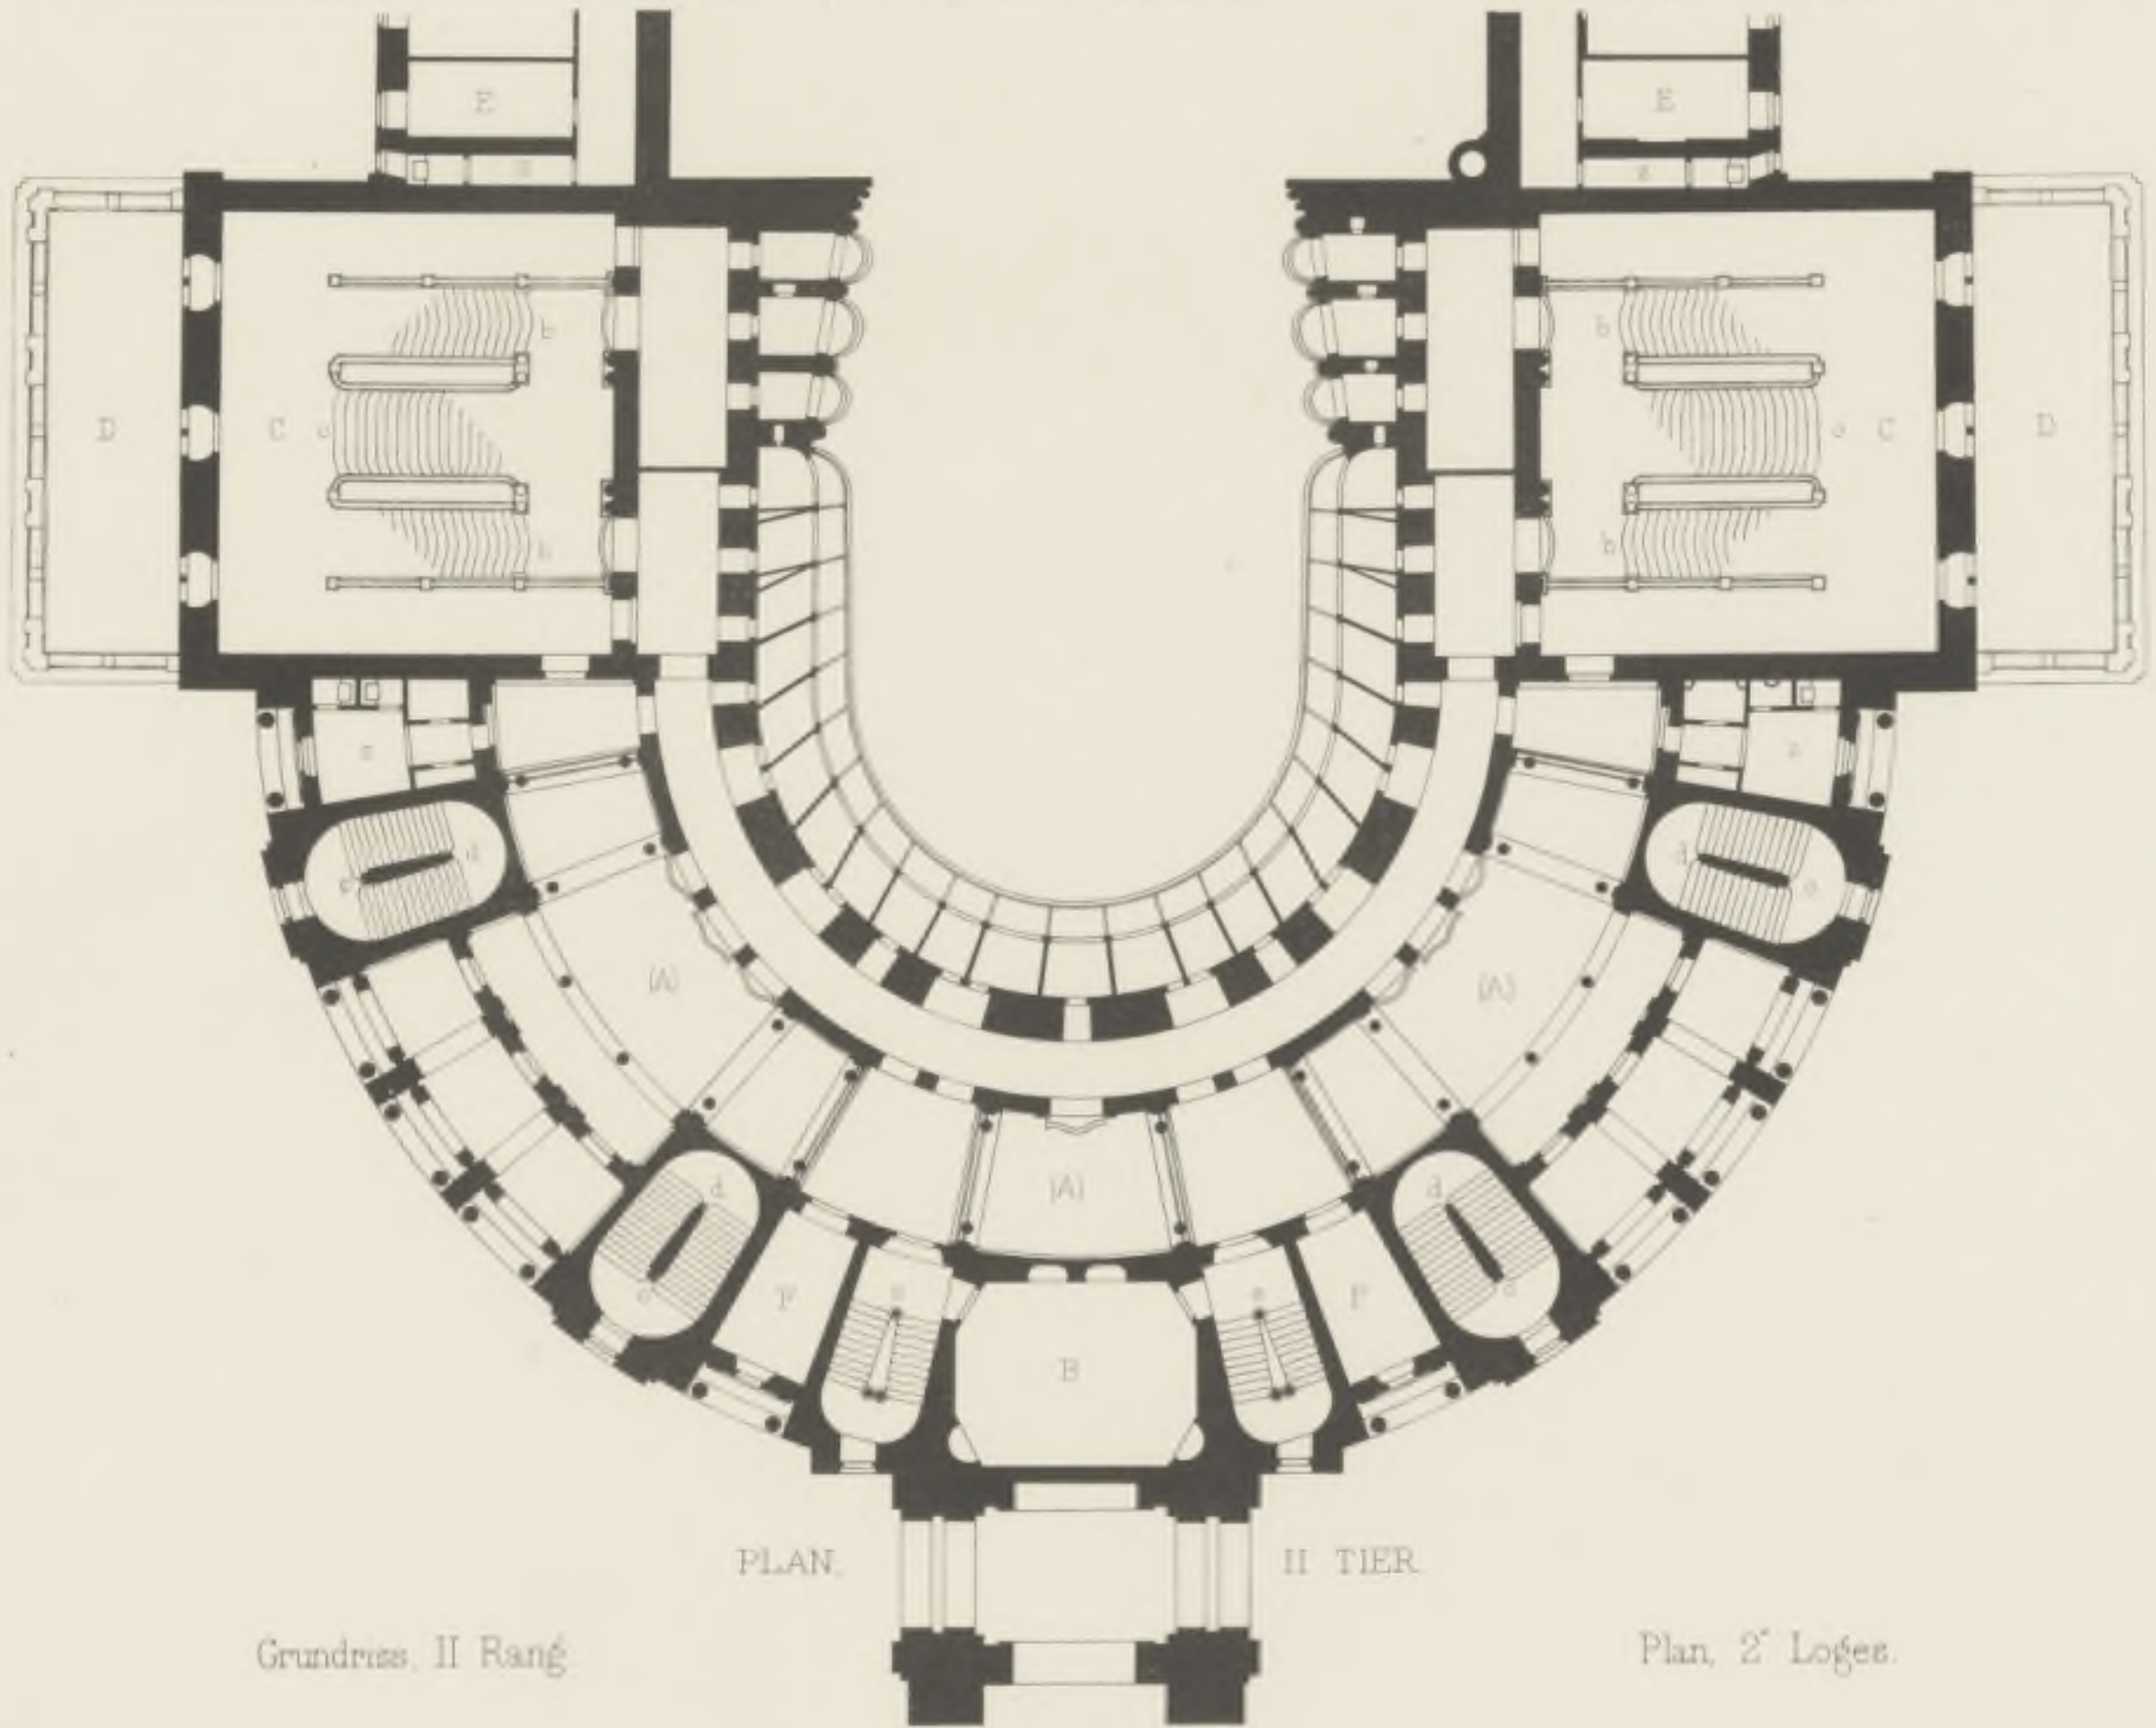 E E
z z
b b
D C a a C D
b b
z z
d d
c c
(A) (A)
(A)
d d
c e e c
F F
B
PLAN. II TIER
Grundriss, II Rang Plan, 2ͤ Loges.